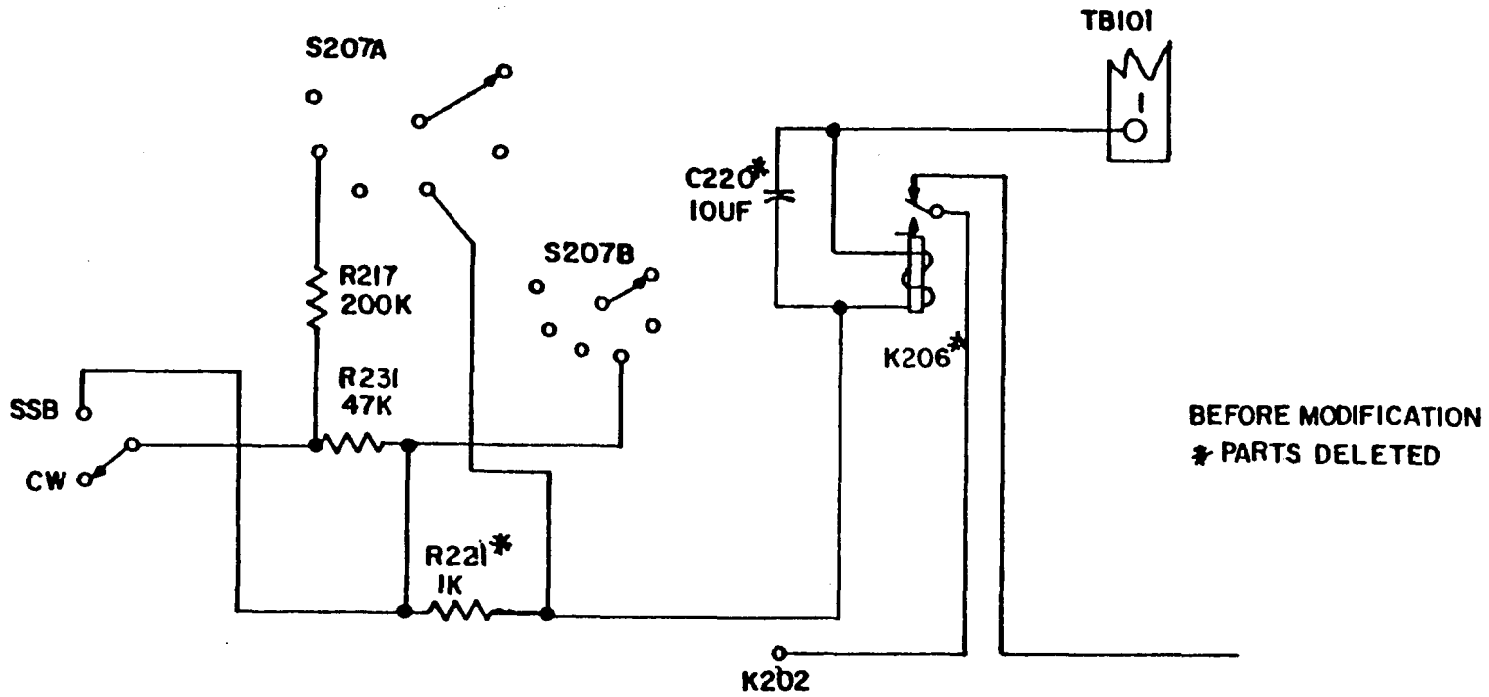 TB101
1
S207A
C220*
10UF
S207B
R217
200K
K206*
R231
47K
SSB
CW
BEFORE MODIFICATION
* PARTS DELETED
R221*
1K
K202